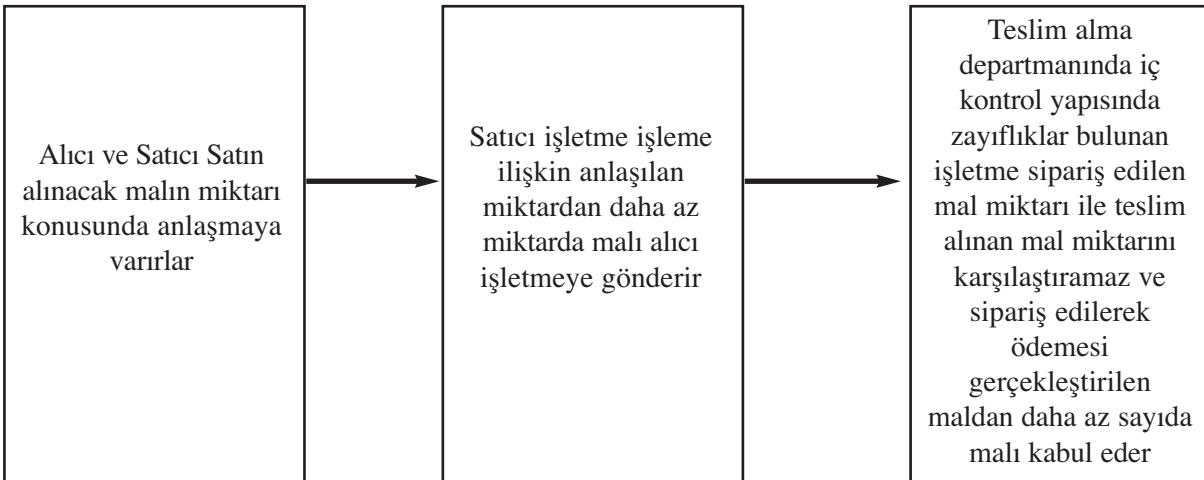 Alıcı ve Satıcı Satın
alınacak malın miktarı
konusunda anlaşmaya
varırlar
Satıcı işletme işleme
ilişkin anlaşılan
miktardan daha az
miktarda malı alıcı
işletmeye gönderir
Teslim alma
departmanında iç
kontrol yapısında
zayıflıklar bulunan
işletme sipariş edilen
mal miktarı ile teslim
alınan mal miktarını
karşılaştıramaz ve
sipariş edilerek
ödemesi
gerçekleştirilen
maldan daha az sayıda
malı kabul eder